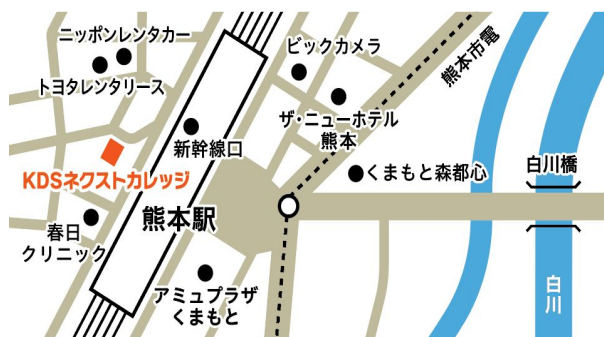 ニッポンレンタカー
トヨタレンタリース
ビックカメラ
熊本市電
ザ・ニューホテル
熊本
新幹線口
KDSネクストカレッジ
くまもと森都心
白川橋
春日
クリニック
熊本駅
アミュプラザ
くまもと
白川